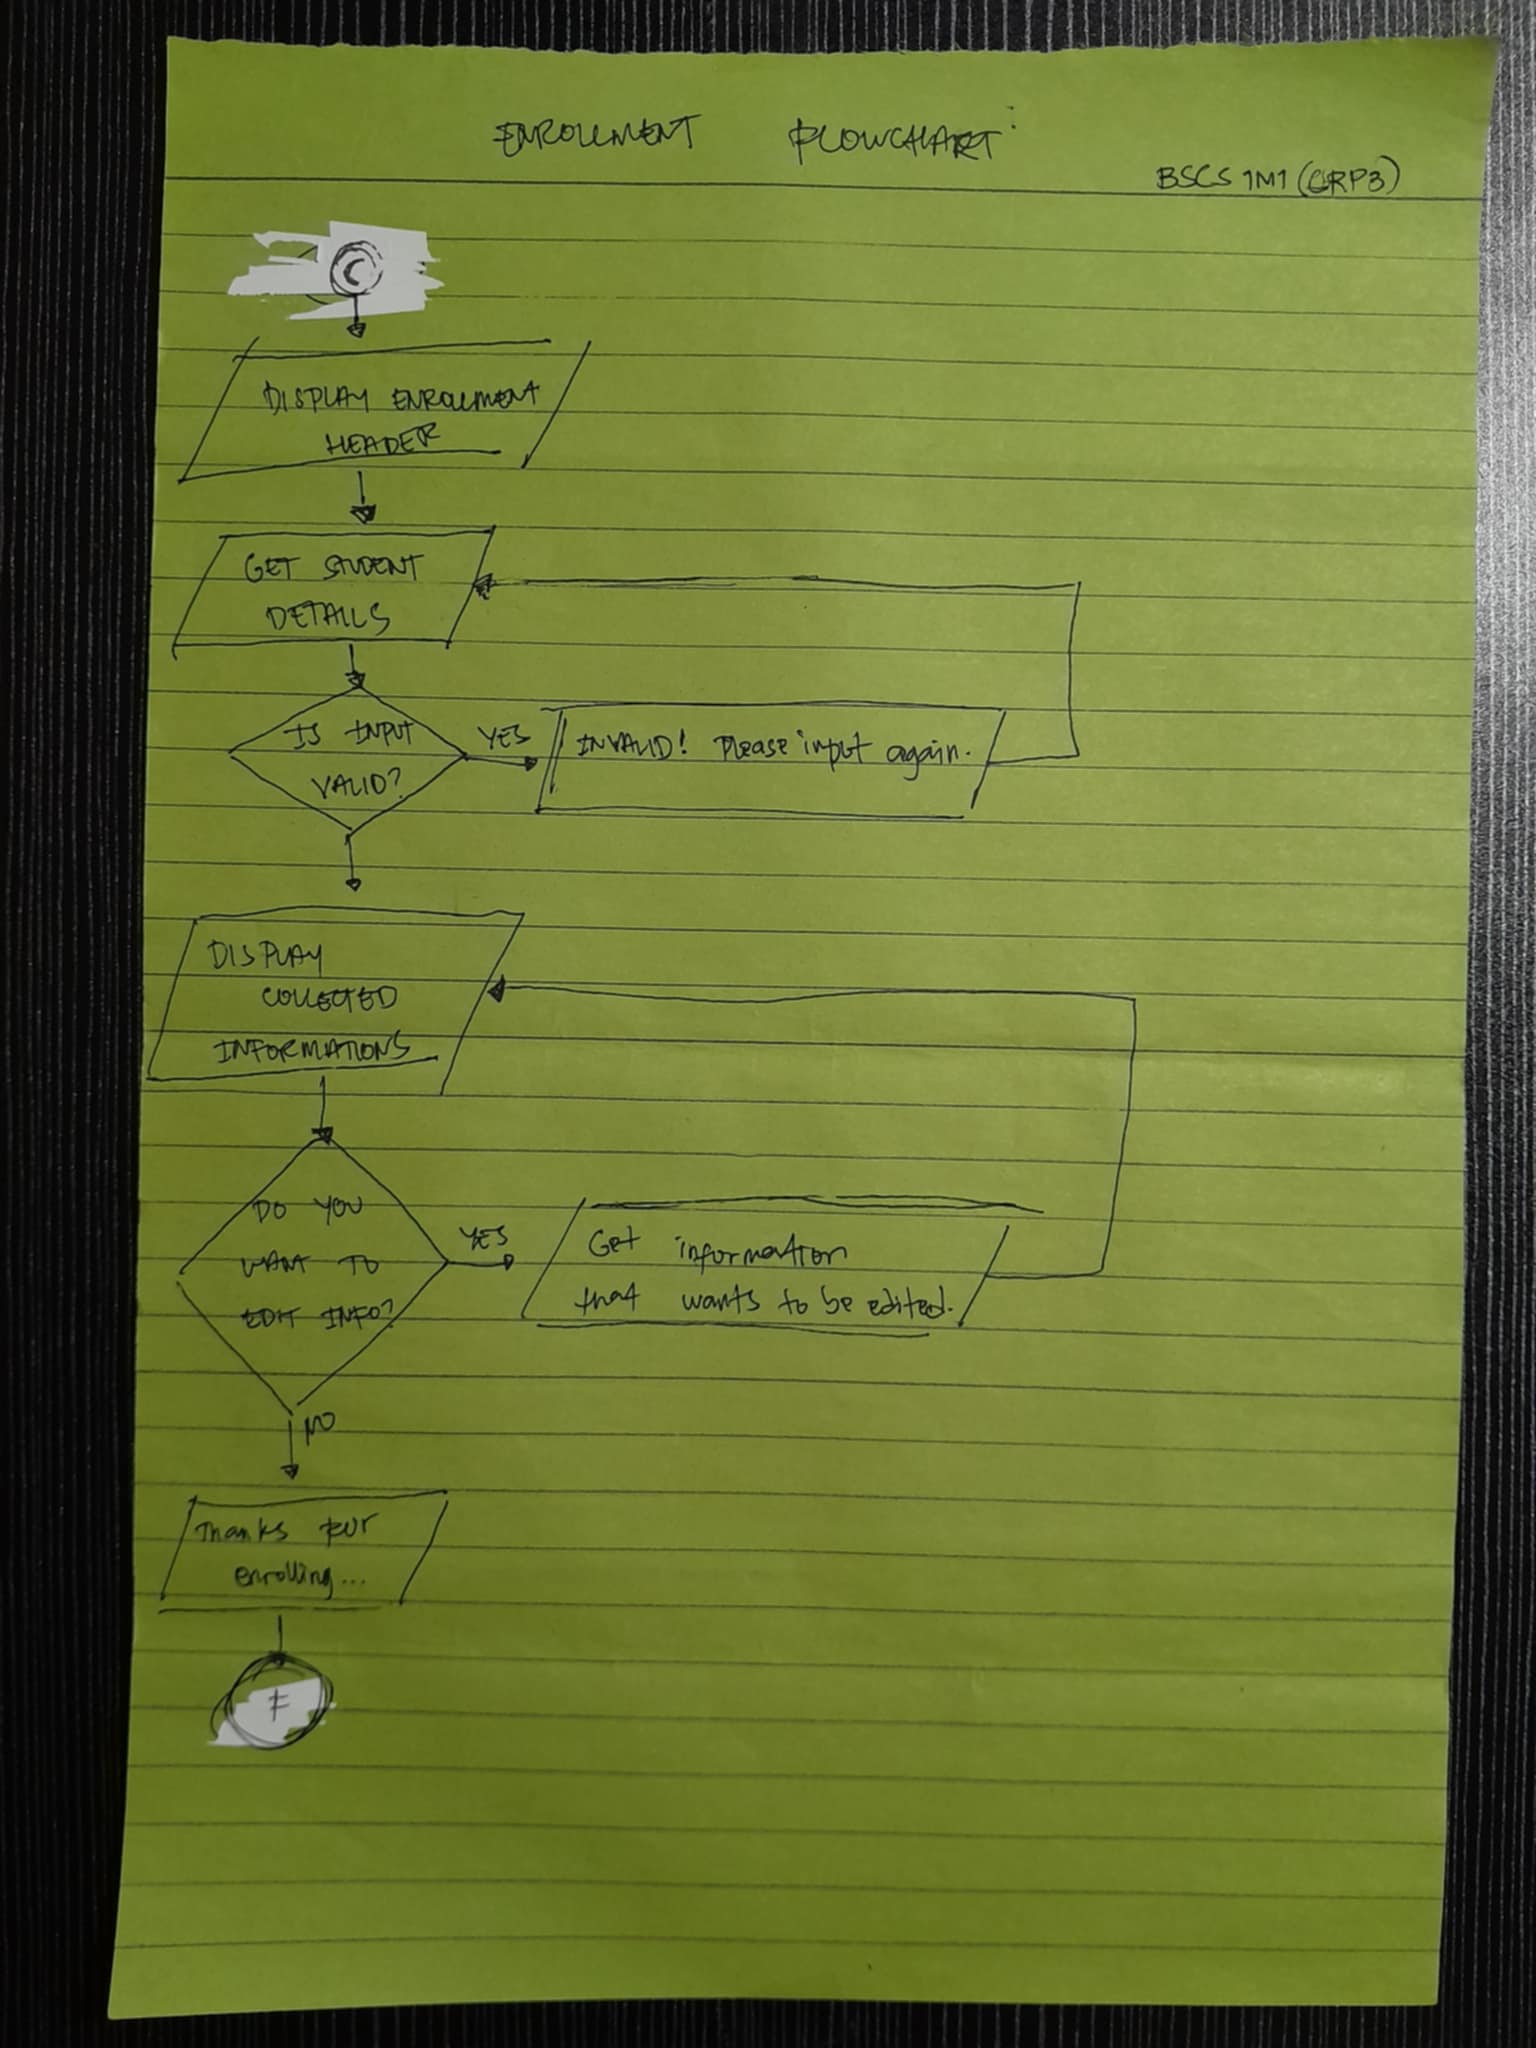 ENROLLMENT FLOWCHART:
BSCS 1M1 (GRP3)
C
DISPLAY ENROLLMENT
HEADER
GET STUDENT
DETAILS
IS INPUT
VALID?
YES
INVALID! Please input again.
DISPLAY
COLLECTED
INFORMATIONS
DO YOU
WANT TO
EDIT INFO?
YES
Get information
that wants to be edited.
NO
Thanks for
enrolling...
F